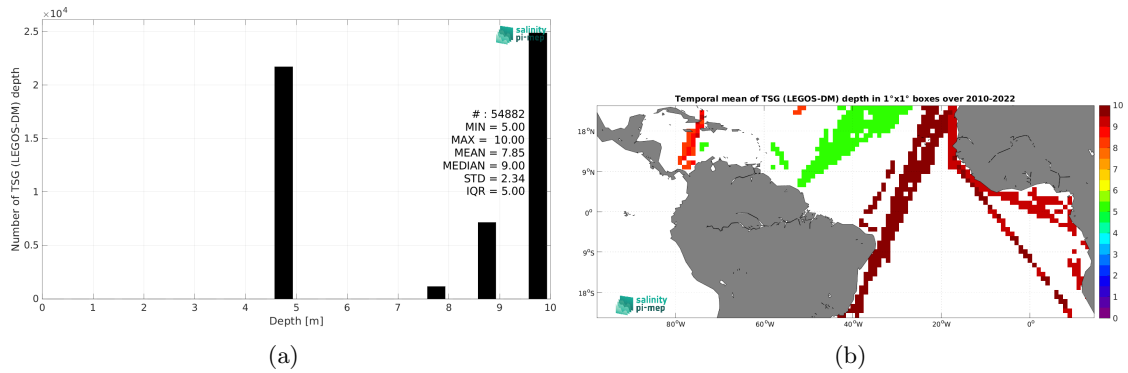 ×10⁴
2.5
2
1.5
1
0.5
0
Number of TSG (LEGOS-DM) depth
salinity
pi-mep
# : 54882
MIN = 5.00
MAX = 10.00
MEAN = 7.85
MEDIAN = 9.00
STD = 2.34
IQR = 5.00
0 1 2 3 4 5 6 7 8 9 10
Depth [m]
(a)
Temporal mean of TSG (LEGOS-DM) depth in 1°x1° boxes over 2010-2022
18°N
9°N
0°
9°S
18°S
salinity
pi-mep
80°W 60°W 40°W 20°W 0°
10
9
8
7
6
5
4
3
2
1
0
(b)